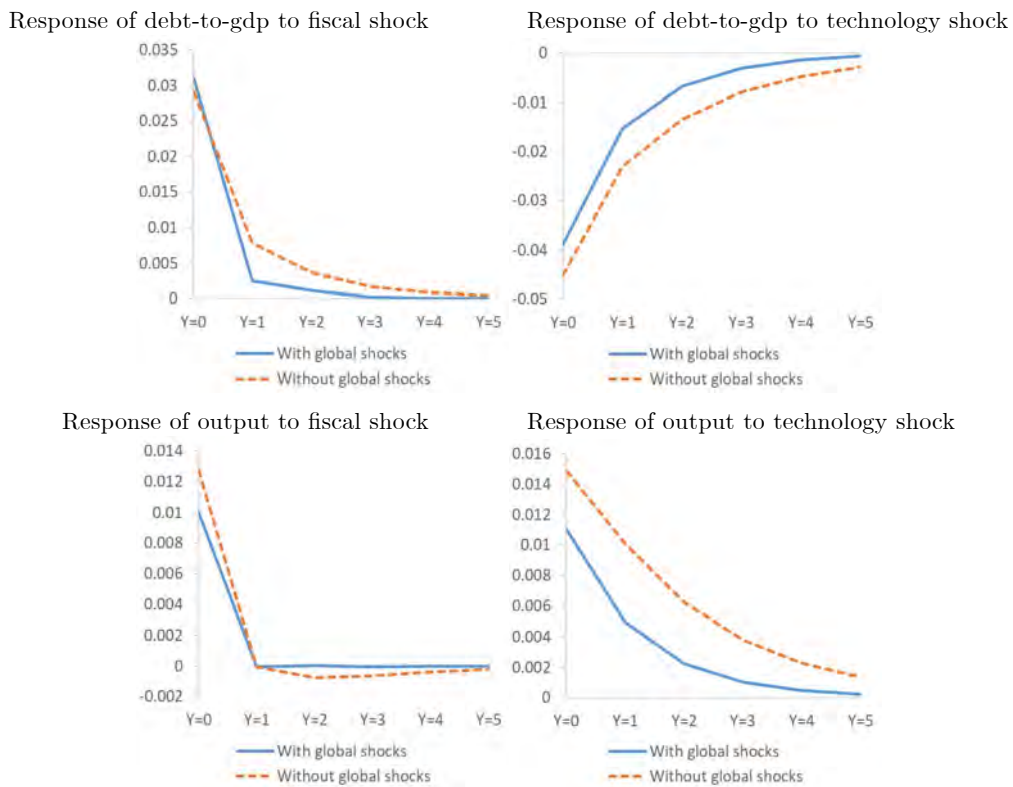 Response of debt-to-gdp to fiscal shock
0.035
0.03
0.025
0.02
0.015
0.01
0.005
0
Y=0 Y=1 Y=2 Y=3 Y=4 Y=5
With global shocks
Without global shocks
Response of debt-to-gdp to technology shock
0
-0.01
-0.02
-0.03
-0.04
-0.05
Y=0 Y=1 Y=2 Y=3 Y=4 Y=5
With global shocks
Without global shocks
Response of output to fiscal shock
0.014
0.012
0.01
0.008
0.006
0.004
0.002
0
-0.002
Y=0 Y=1 Y=2 Y=3 Y=4 Y=5
With global shocks
Without global shocks
Response of output to technology shock
0.016
0.014
0.012
0.01
0.008
0.006
0.004
0.002
0
Y=0 Y=1 Y=2 Y=3 Y=4 Y=5
With global shocks
Without global shocks